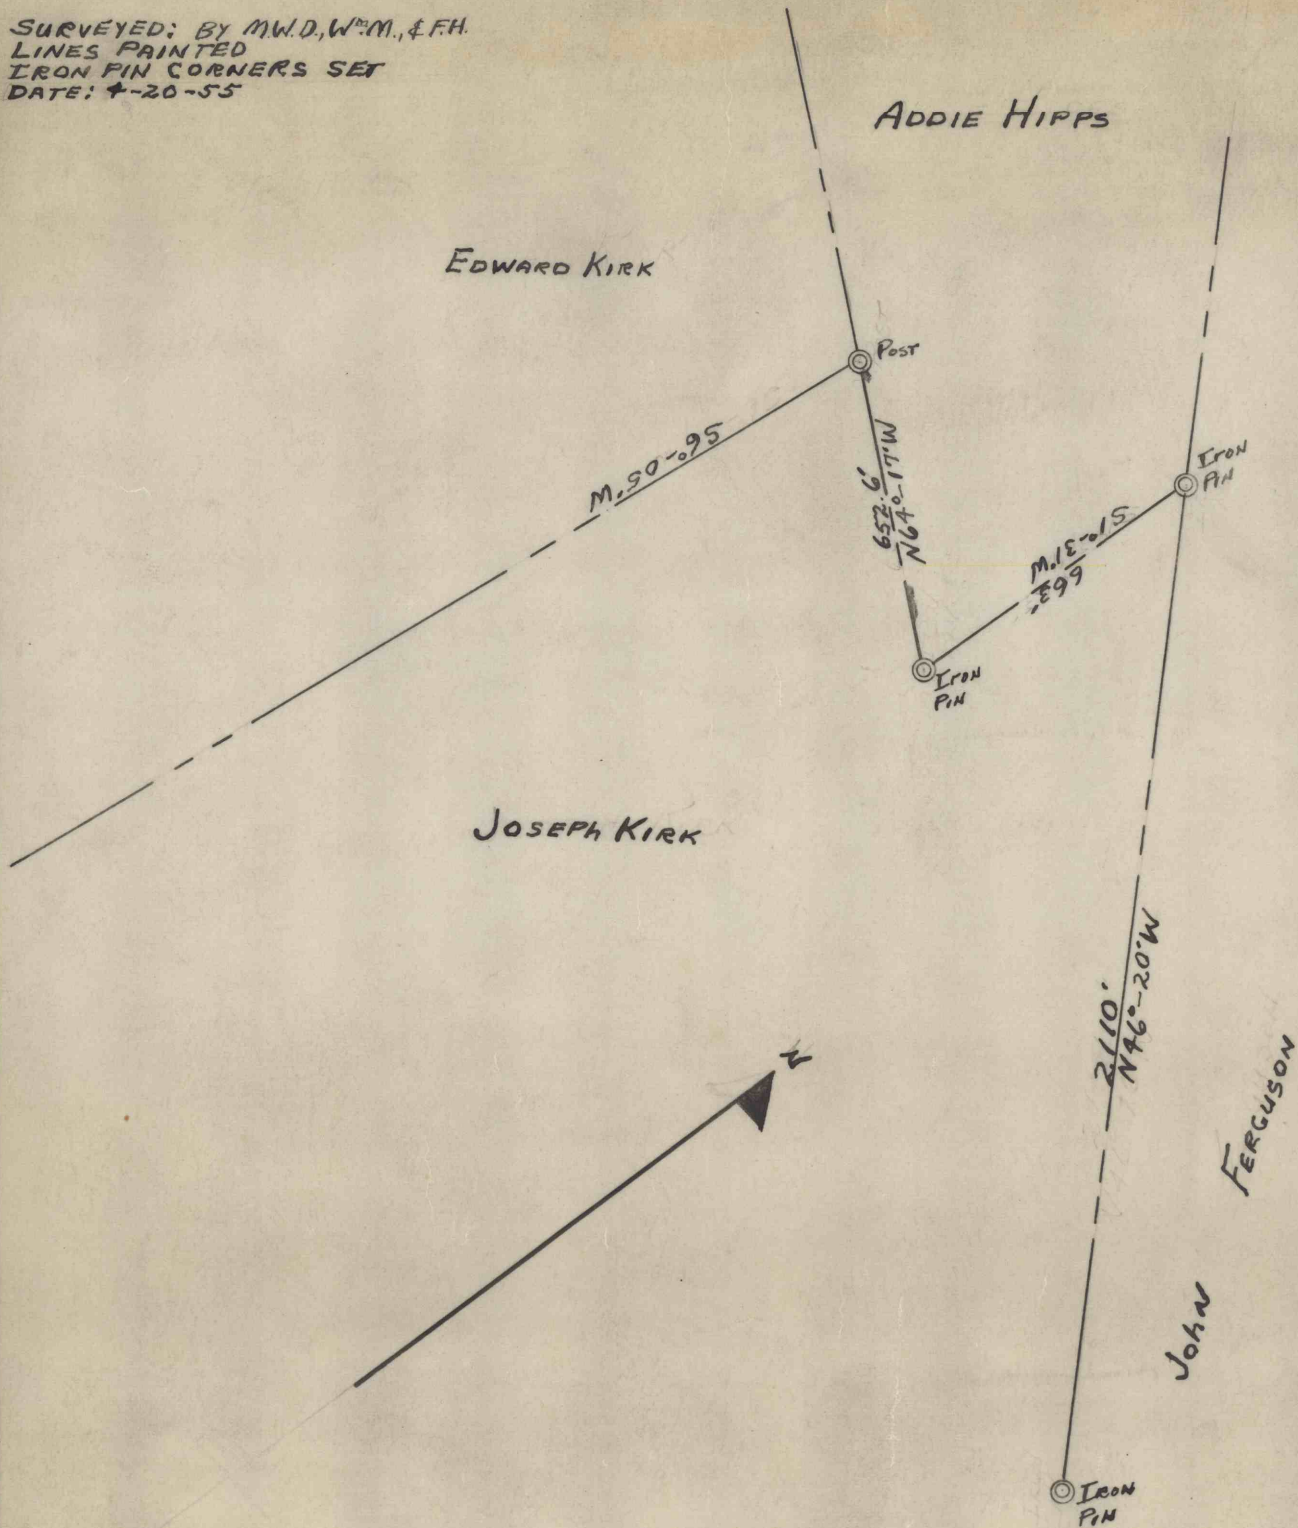 SURVEYED: BY M.W.D., Wm M., & F.H.
LINES PAINTED
IRON PIN CORNERS SET
DATE: 4-20-55
ADDIE HIPPS
EDWARD KIRK
POST
S6°-05'W
652.6'
N64°-17'W
IRON
PIN
S1°-31'W
663'
IRON
PIN
JOSEPH KIRK
2110'
N46°-20'W
N
JOHN FERGUSON
IRON
PIN